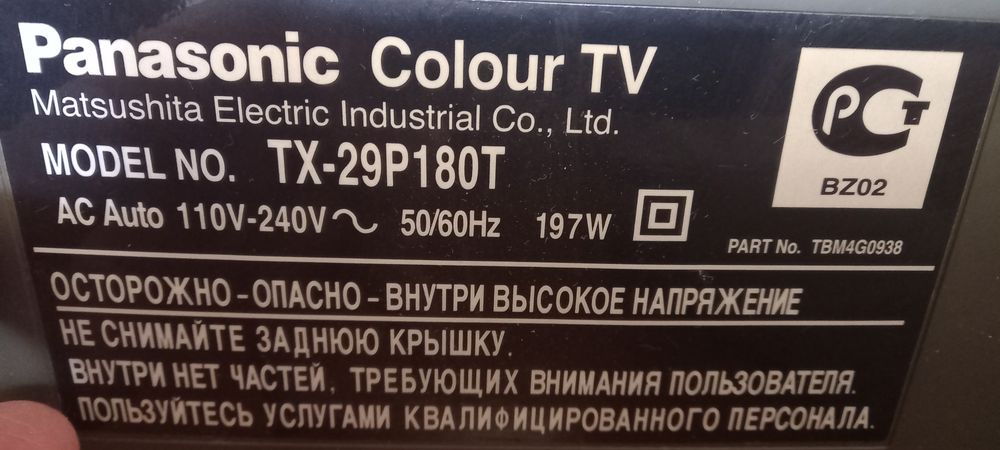 Panasonic Colour TV
Matsushita Electric Industrial Co., Ltd.
MODEL NO. TX-29P180T
AC Auto 110V-240V~ 50/60Hz 197W
РСТ
BZ02
PART No. TBM4G0938
ОСТОРОЖНО-ОПАСНО-ВНУТРИ ВЫСОКОЕ НАПРЯЖЕНИЕ
НЕ СНИМАЙТЕ ЗАДНЮЮ КРЫШКУ.
ВНУТРИ НЕТ ЧАСТЕЙ, ТРЕБУЮЩИХ ВНИМАНИЯ ПОЛЬЗОВАТЕЛЯ.
ПОЛЬЗУЙТЕСЬ УСЛУГАМИ КВАЛИФИЦИРОВАННОГО ПЕРСОНАЛА.